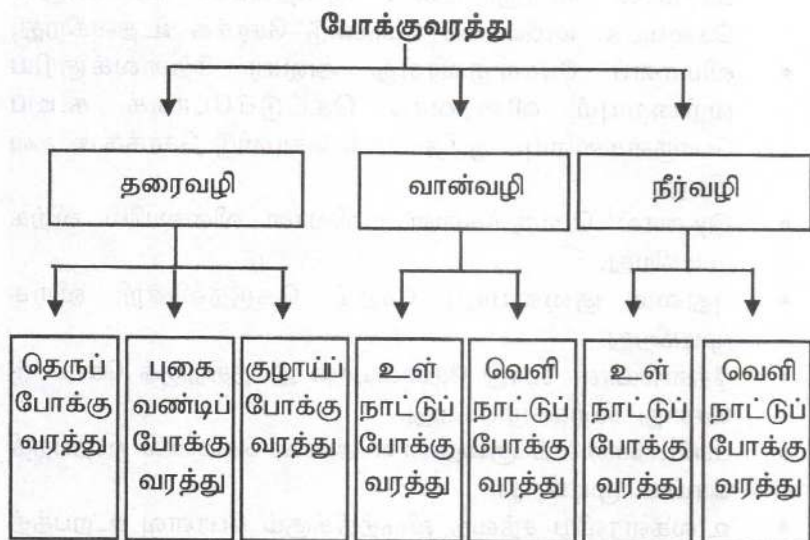 போக்குவரத்து
தரைவழி
வான்வழி
நீர்வழி
தெருப்
போக்கு
வரத்து
புகை
வண்டிப்
போக்கு
வரத்து
குழாய்ப்
போக்கு
வரத்து
உள்
நாட்டுப்
போக்கு
வரத்து
வெளி
நாட்டுப்
போக்கு
வரத்து
உள்
நாட்டுப்
போக்கு
வரத்து
வெளி
நாட்டுப்
போக்கு
வரத்து